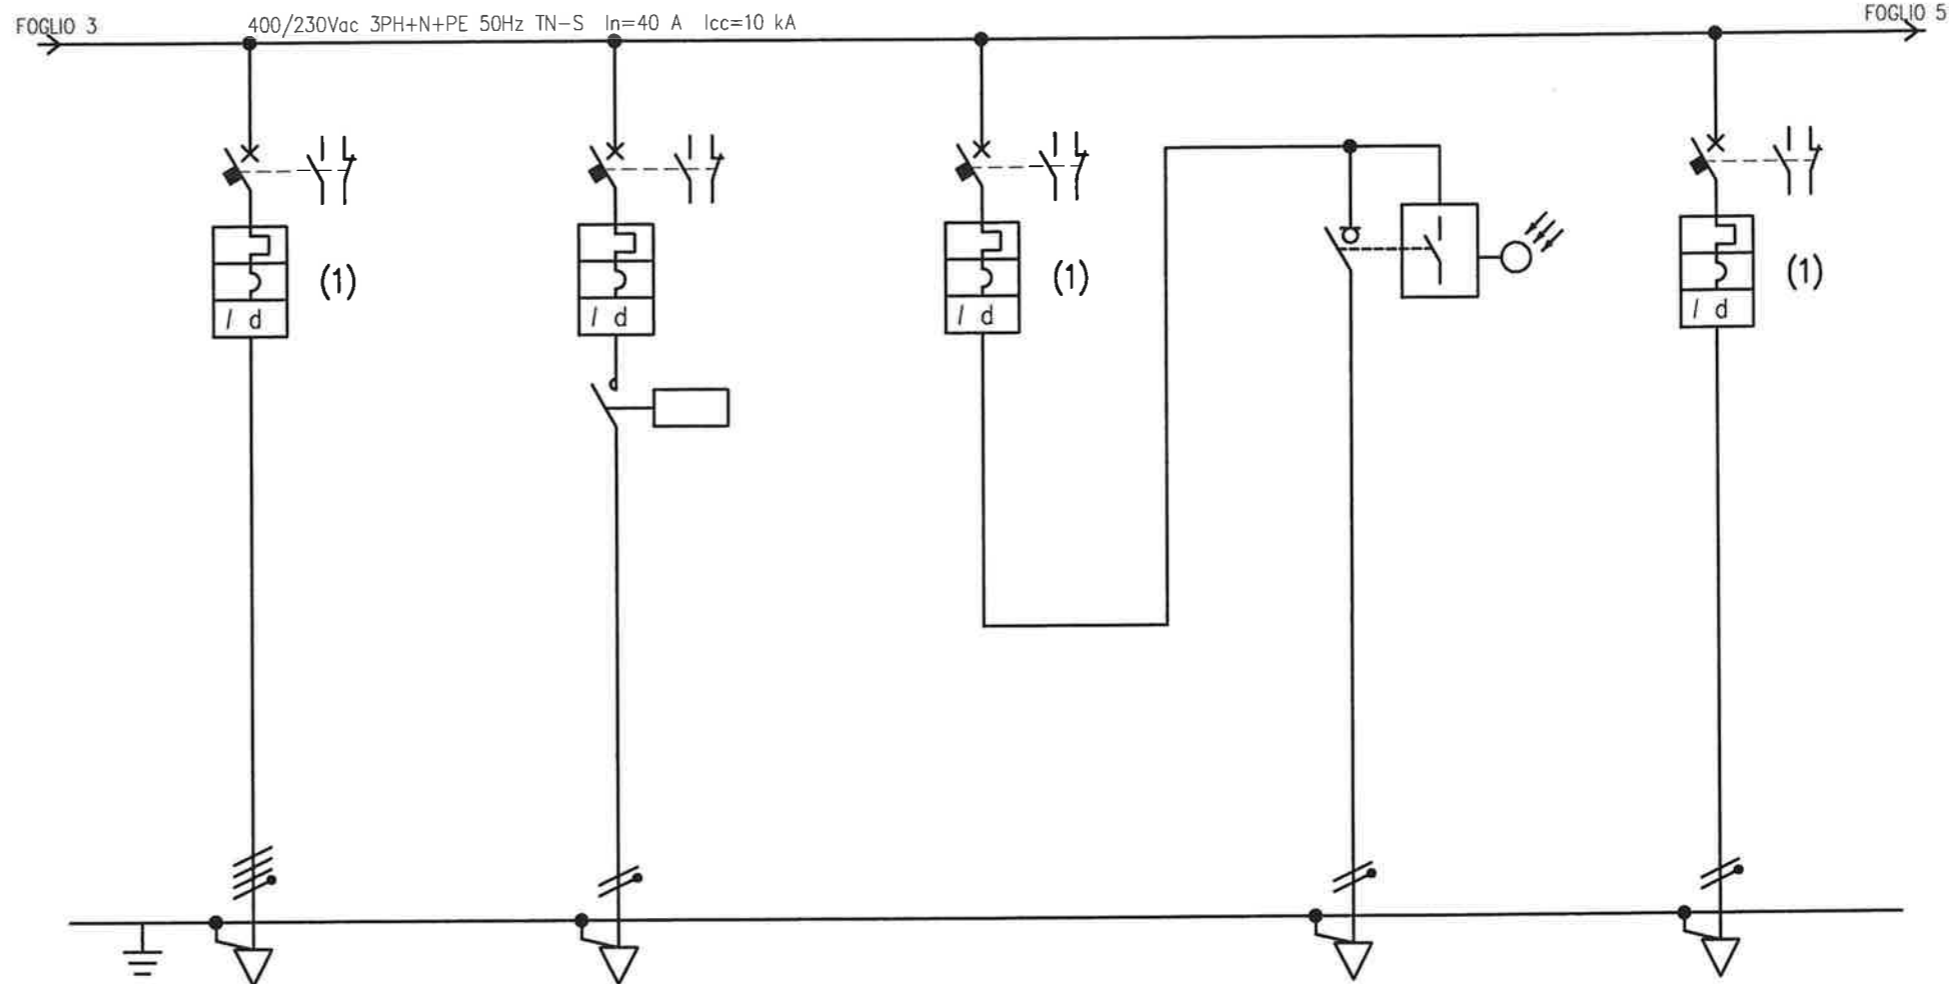 FOGLIO 3
400/230Vac 3PH+N+PE 50Hz TN-S In=40 A Icc=10 kA
FOGLIO 5
(1)
(1)
(1)
I d
I d
I d
I d